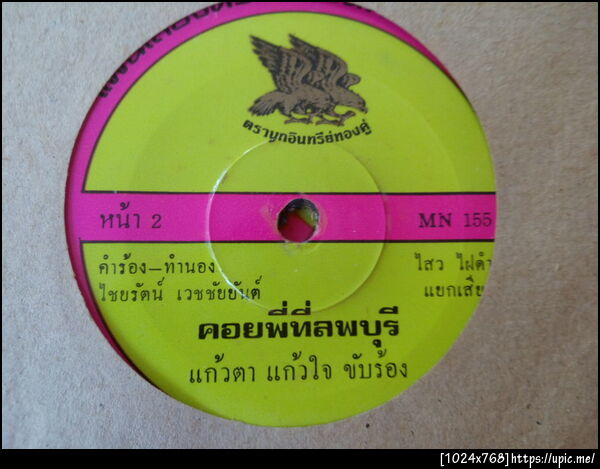 ตรานกอินทรีย์ทองคู่
หน้า 2 MN 155
คำร้อง–ทำนอง
ไชยรัตน์ เวชชัยยันต์
ไสว ไฝดำ
แยกเสีย
คอยพี่ที่ลพบุรี
แก้วตา แก้วใจ ขับร้อง
[1024x768]https://upic.me/